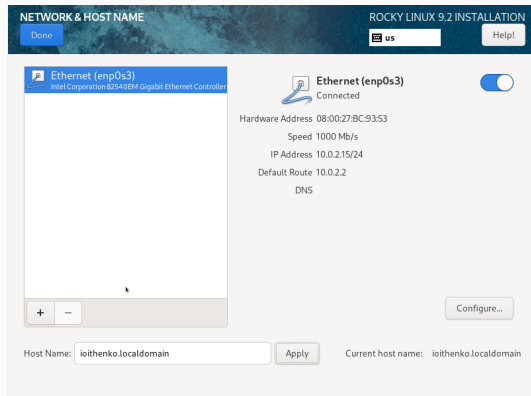 NETWORK & HOST NAME
ROCKY LINUX 9.2 INSTALLATION
Done
us
Help!
Ethernet (enp0s3)
Intel Corporation 82540EM Gigabit Ethernet Controller
Ethernet (enp0s3)
Connected
Hardware Address 08:00:27:BC:93:53
Speed 1000 Mb/s
IP Address 10.0.2.15/24
Default Route 10.0.2.2
DNS
+ −
Configure...
Host Name: ioithenko.localdomain Apply Current host name: ioithenko.localdomain